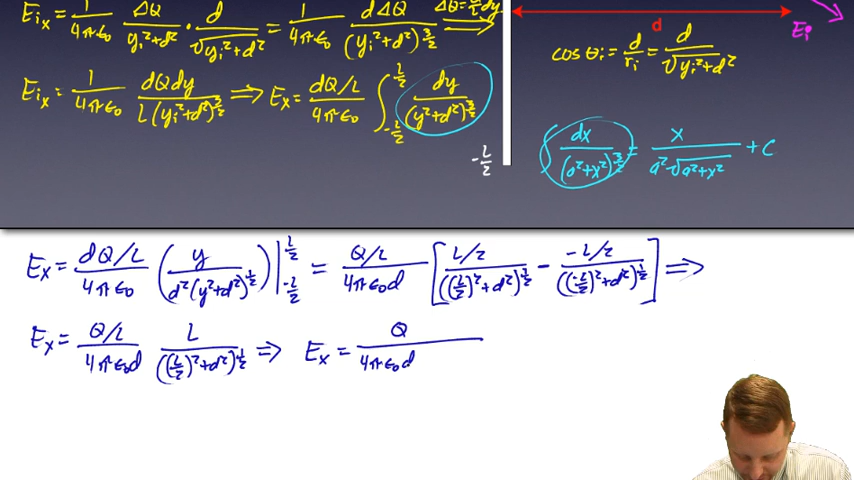 E_ix = 1/4πε₀ ΔQ/(y_i²+d²) · d/√(y_i²+d²) = 1/4πε₀ dΔQ/(y_i²+d²)^(3/2) ΔQ=Q/L dy ⟹
E_ix = 1/4πε₀ dQdy/L(y_i²+d²)^(3/2) ⟹ E_x = dQ/L/4πε₀ ∫_{-L/2}^{L/2} dy/(y²+d²)^(3/2)
-L/2
d
E_i
cos θ_i = d/r_i = d/√(y_i²+d²)
∫ dx/(a²+x²)^(3/2) = x/(a²√(a²+x²)) + C
E_x = dQ/L/4πε₀ (y/d²(y²+d²)^(1/2)) |_{-L/2}^{L/2} = Q/L/4πε₀d [L/2/((L/2)²+d²)^(1/2) - -L/2/((-L/2)²+d²)^(1/2)] ⟹
E_x = Q/L/4πε₀d L/((L/2)²+d²)^(1/2) ⟹ E_x = Q/4πε₀d